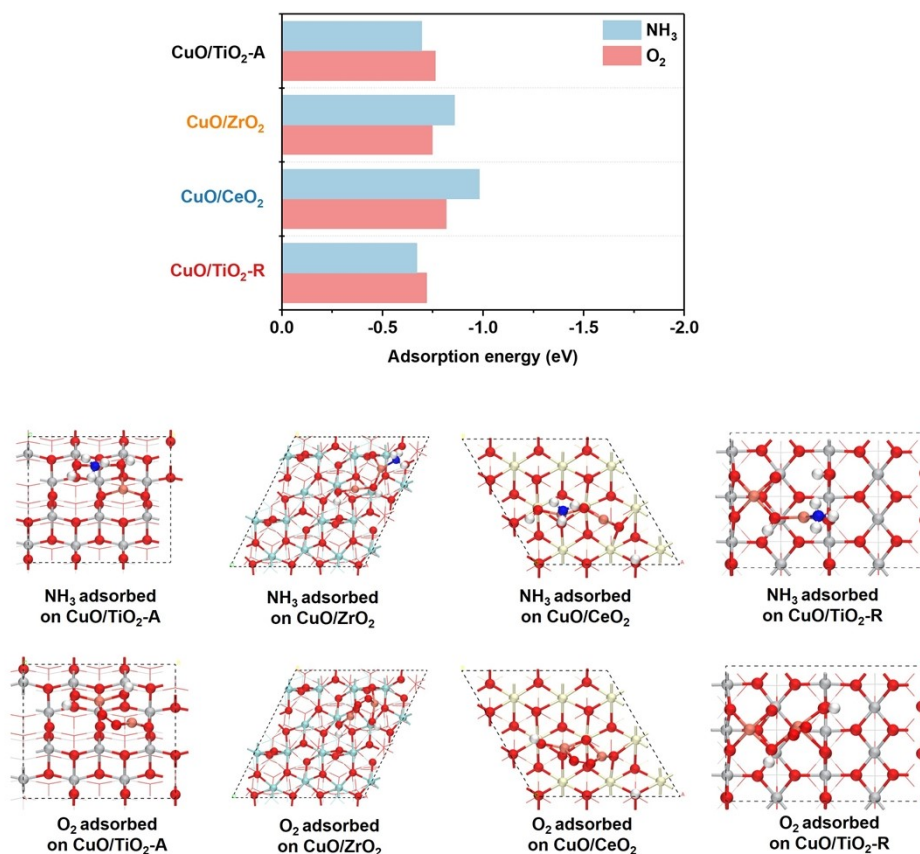 CuO/TiO₂-A
CuO/ZrO₂
CuO/CeO₂
CuO/TiO₂-R
NH₃
O₂
0.0 -0.5 -1.0 -1.5 -2.0
Adsorption energy (eV)
NH₃ adsorbed
on CuO/TiO₂-A
NH₃ adsorbed
on CuO/ZrO₂
NH₃ adsorbed
on CuO/CeO₂
NH₃ adsorbed
on CuO/TiO₂-R
O₂ adsorbed
on CuO/TiO₂-A
O₂ adsorbed
on CuO/ZrO₂
O₂ adsorbed
on CuO/CeO₂
O₂ adsorbed
on CuO/TiO₂-R